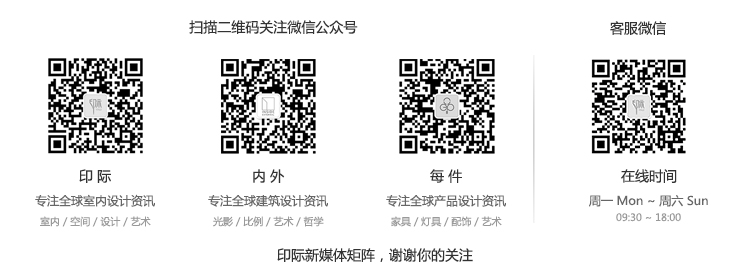 扫描二维码关注微信公众号
客服微信
印 际
内 外
每 件
在线时间
专注全球室内设计资讯
专注全球建筑设计资讯
专注全球产品设计资讯
周一 Mon ~ 周六 Sun
室内 / 空间 / 设计 / 艺术
光影 / 比例 / 艺术 / 哲学
家具 / 灯具 / 配饰 / 艺术
09:30 ~ 18:00
印际新媒体矩阵，谢谢你的关注